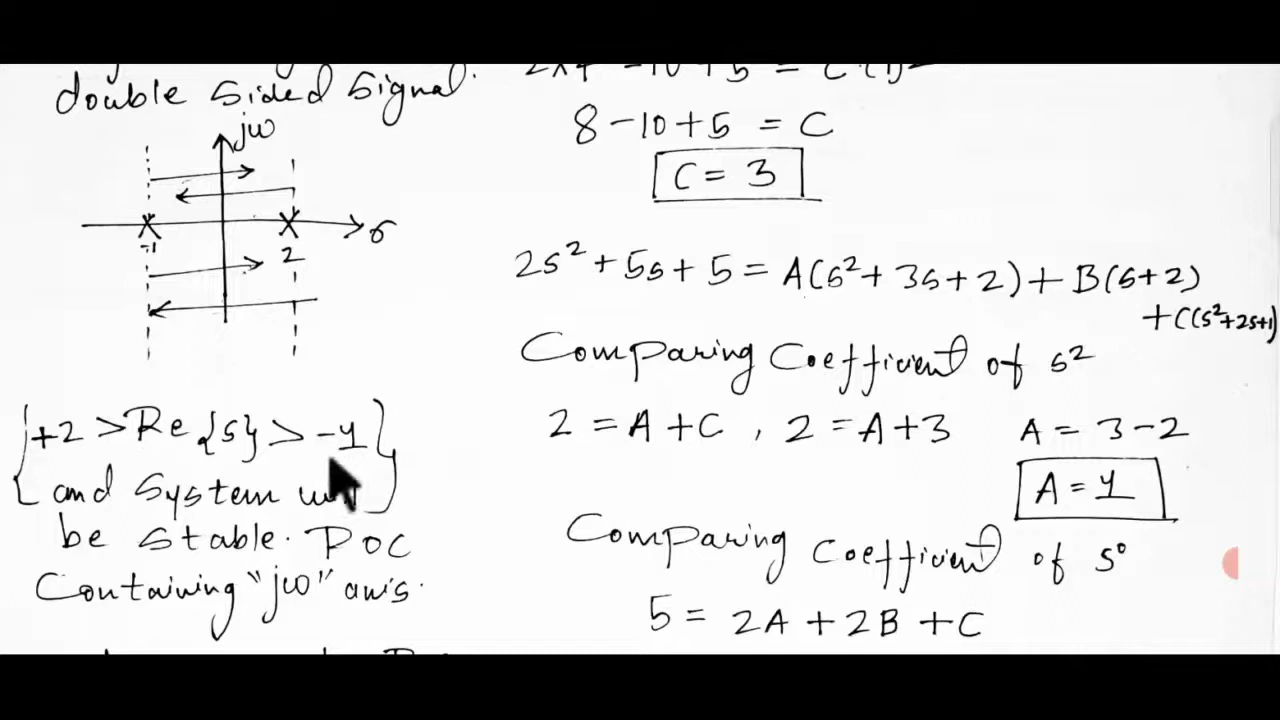 double sided signal.
jω
σ
-1
2
{+2 > Re{s} > -1}
and system will
be stable. ROC
Containing "jω" axis.
8 - 10 + 5 = C
C = 3
2s² + 5s + 5 = A(s² + 3s + 2) + B(s + 2)
+ C(s² + 2s + 1)
Comparing Coefficient of s²
2 = A + C , 2 = A + 3 A = 3 - 2
A = 1
Comparing Coefficient of s⁰
5 = 2A + 2B + C